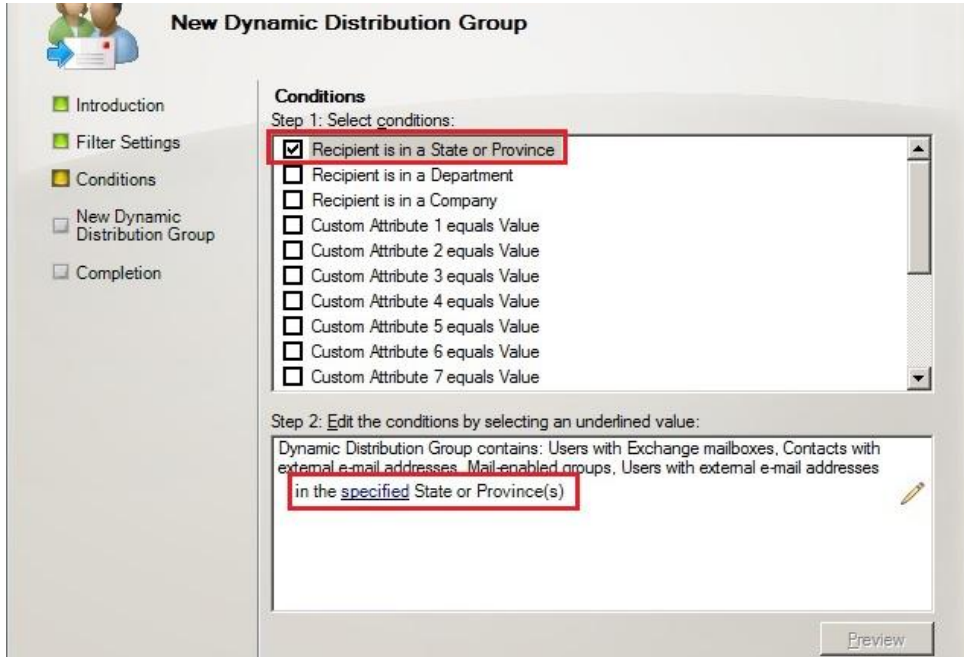 New Dynamic Distribution Group
Introduction
Filter Settings
Conditions
New Dynamic
Distribution Group
Completion
Conditions
Step 1: Select conditions:
Recipient is in a State or Province
Recipient is in a Department
Recipient is in a Company
Custom Attribute 1 equals Value
Custom Attribute 2 equals Value
Custom Attribute 3 equals Value
Custom Attribute 4 equals Value
Custom Attribute 5 equals Value
Custom Attribute 6 equals Value
Custom Attribute 7 equals Value
Step 2: Edit the conditions by selecting an underlined value:
Dynamic Distribution Group contains: Users with Exchange mailboxes, Contacts with
external e-mail addresses, Mail-enabled groups, Users with external e-mail addresses
in the specified State or Province(s)
Preview